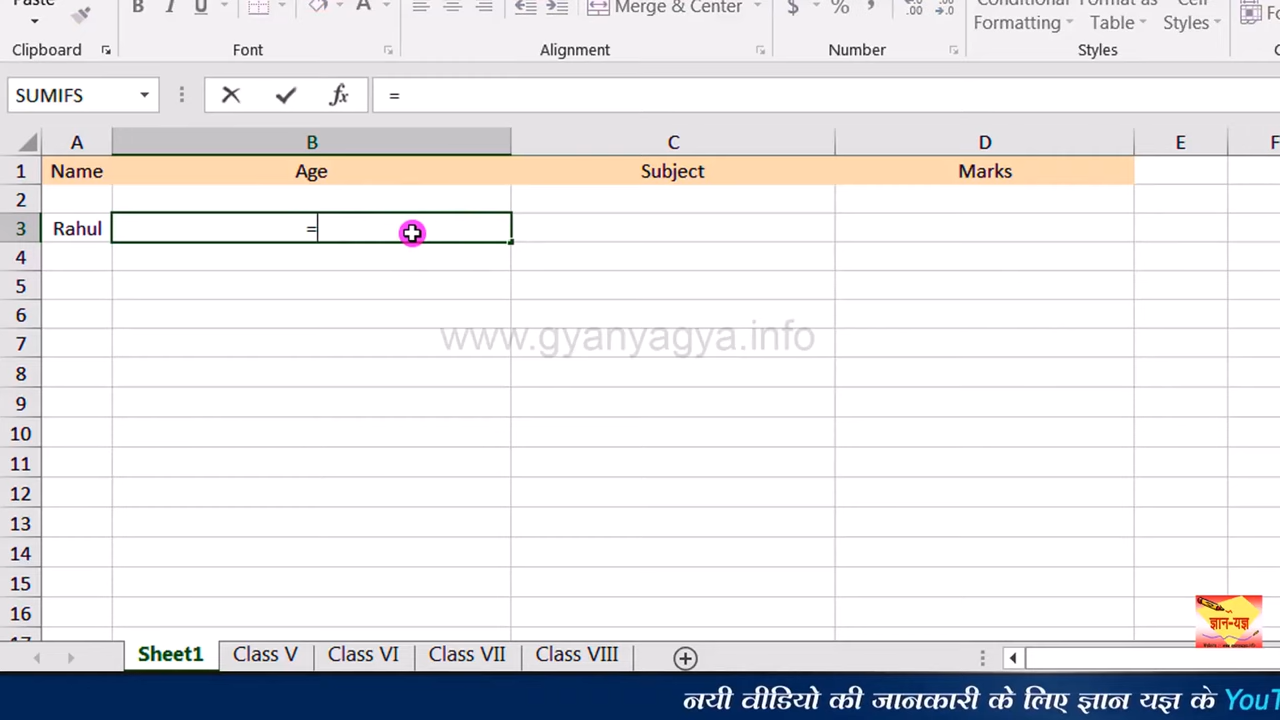 Paste
B I U A
Merge & Center
$ % ,
Conditional Format as Cell
Formatting Table Styles
Clipboard Font Alignment Number Styles
SUMIFS fx =
A B C D E F
1 Name Age Subject Marks
2
3 Rahul =
4
5
6
7
www.gyanyagya.info
8
9
10
11
12
13
14
15
16
17
ज्ञान-यज्ञ
Sheet1 Class V Class VI Class VII Class VIII
नयी वीडियो की जानकारी के लिए ज्ञान यज्ञ के YouT